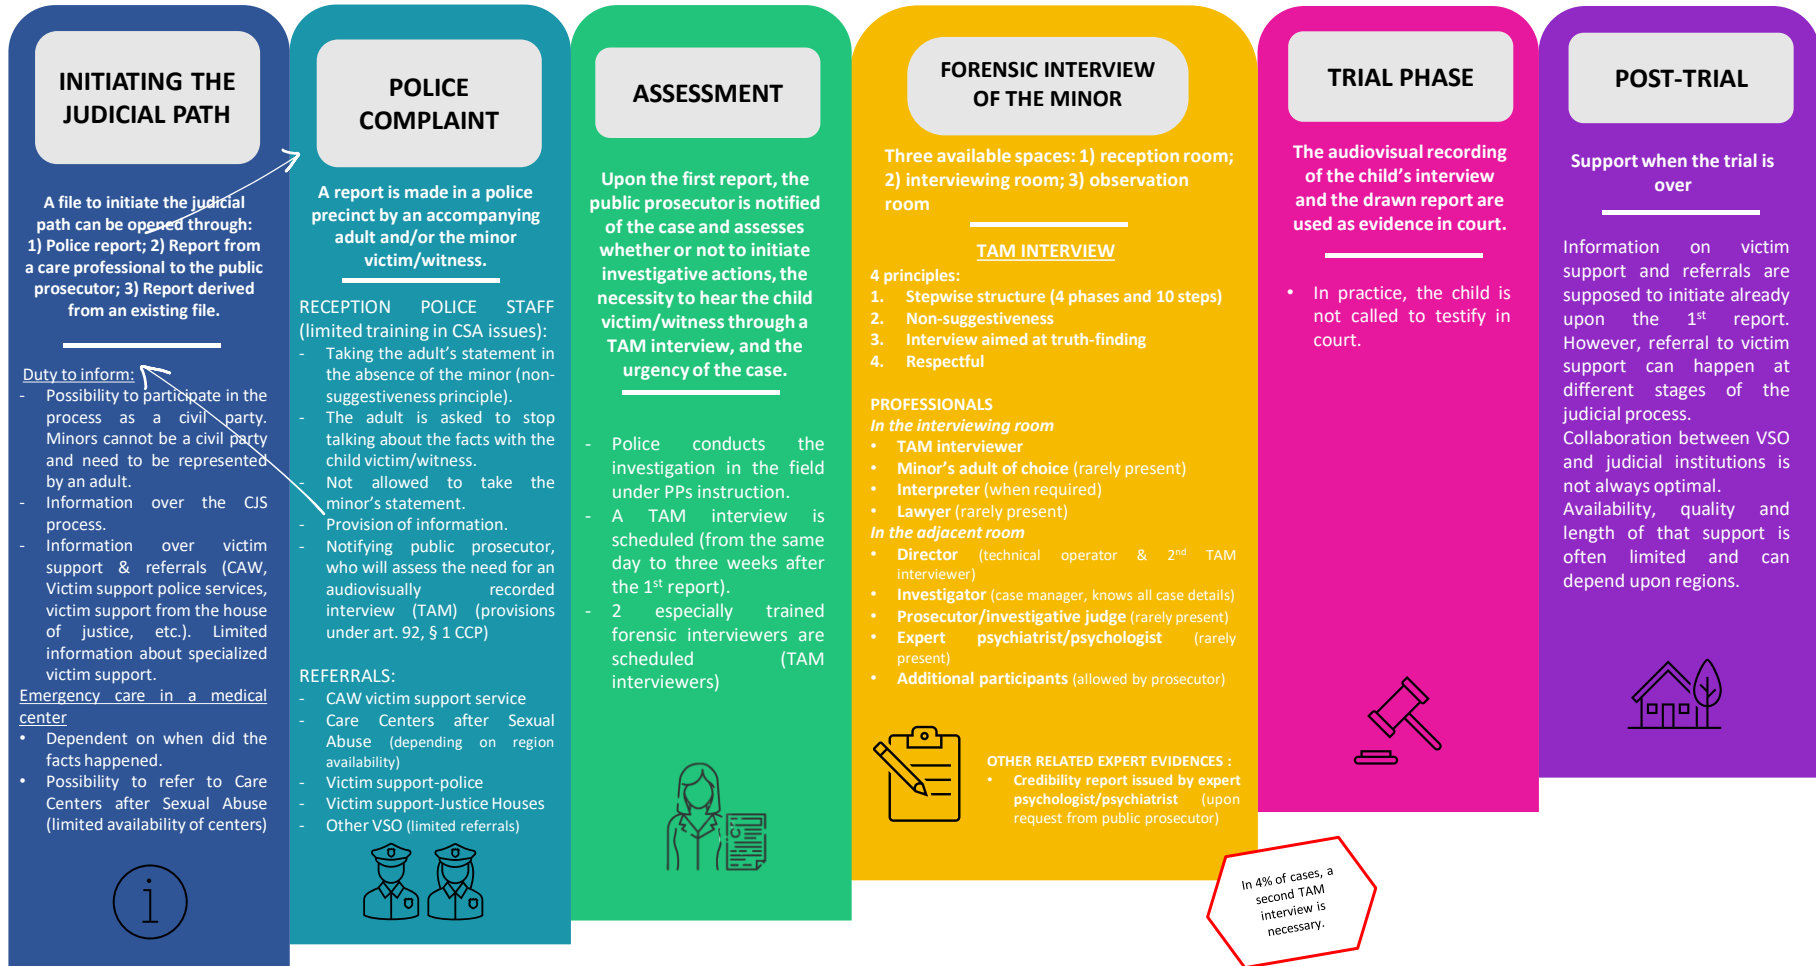 INITIATING THE
JUDICIAL PATH
A file to initiate the judicial
path can be opened through:
1) Police report; 2) Report from
a care professional to the public
prosecutor; 3) Report derived
from an existing file.
Duty to inform:
- Possibility to participate in the
process as a civil party.
Minors cannot be a civil party
and need to be represented
by an adult.
- Information over the CJS
process.
- Information over victim
support & referrals (CAW,
Victim support police services,
victim support from the house
of justice, etc.). Limited
information about specialized
victim support.
Emergency care in a medical
center
• Dependent on when did the
facts happened.
• Possibility to refer to Care
Centers after Sexual Abuse
(limited availability of centers)
i
POLICE
COMPLAINT
A report is made in a police
precinct by an accompanying
adult and/or the minor
victim/witness.
RECEPTION POLICE STAFF
(limited training in CSA issues):
- Taking the adult's statement in
the absence of the minor (non-
suggestiveness principle).
- The adult is asked to stop
talking about the facts with the
child victim/witness.
- Not allowed to take the
minor's statement.
- Provision of information.
- Notifying public prosecutor,
who will assess the need for an
audiovisually recorded
interview (TAM) (provisions
under art. 92, § 1 CCP)
REFERRALS:
- CAW victim support service
- Care Centers after Sexual
Abuse (depending on region
availability)
- Victim support-police
- Victim support-Justice Houses
- Other VSO (limited referrals)
ASSESSMENT
Upon the first report, the
public prosecutor is notified
of the case and assesses
whether or not to initiate
investigative actions, the
necessity to hear the child
victim/witness through a
TAM interview, and the
urgency of the case.
- Police conducts the
investigation in the field
under PPs instruction.
- A TAM interview is
scheduled (from the same
day to three weeks after
the 1st report).
- 2 especially trained
forensic interviewers are
scheduled (TAM
interviewers)
FORENSIC INTERVIEW
OF THE MINOR
Three available spaces: 1) reception room;
2) interviewing room; 3) observation
room
TAM INTERVIEW
4 principles:
1. Stepwise structure (4 phases and 10 steps)
2. Non-suggestiveness
3. Interview aimed at truth-finding
4. Respectful
PROFESSIONALS
In the interviewing room
• TAM interviewer
• Minor's adult of choice (rarely present)
• Interpreter (when required)
• Lawyer (rarely present)
In the adjacent room
• Director (technical operator & 2nd TAM
interviewer)
• Investigator (case manager, knows all case details)
• Prosecutor/investigative judge (rarely present)
• Expert psychiatrist/psychologist (rarely
present)
• Additional participants (allowed by prosecutor)
OTHER RELATED EXPERT EVIDENCES :
• Credibility report issued by expert
psychologist/psychiatrist (upon
request from public prosecutor)
TRIAL PHASE
The audiovisual recording
of the child's interview
and the drawn report are
used as evidence in court.
• In practice, the child is
not called to testify in
court.
In 4% of cases, a
second TAM
interview is
necessary.
POST-TRIAL
Support when the trial is
over
Information on victim
support and referrals are
supposed to initiate already
upon the 1st report.
However, referral to victim
support can happen at
different stages of the
judicial process.
Collaboration between VSO
and judicial institutions is
not always optimal.
Availability, quality and
length of that support is
often limited and can
depend upon regions.